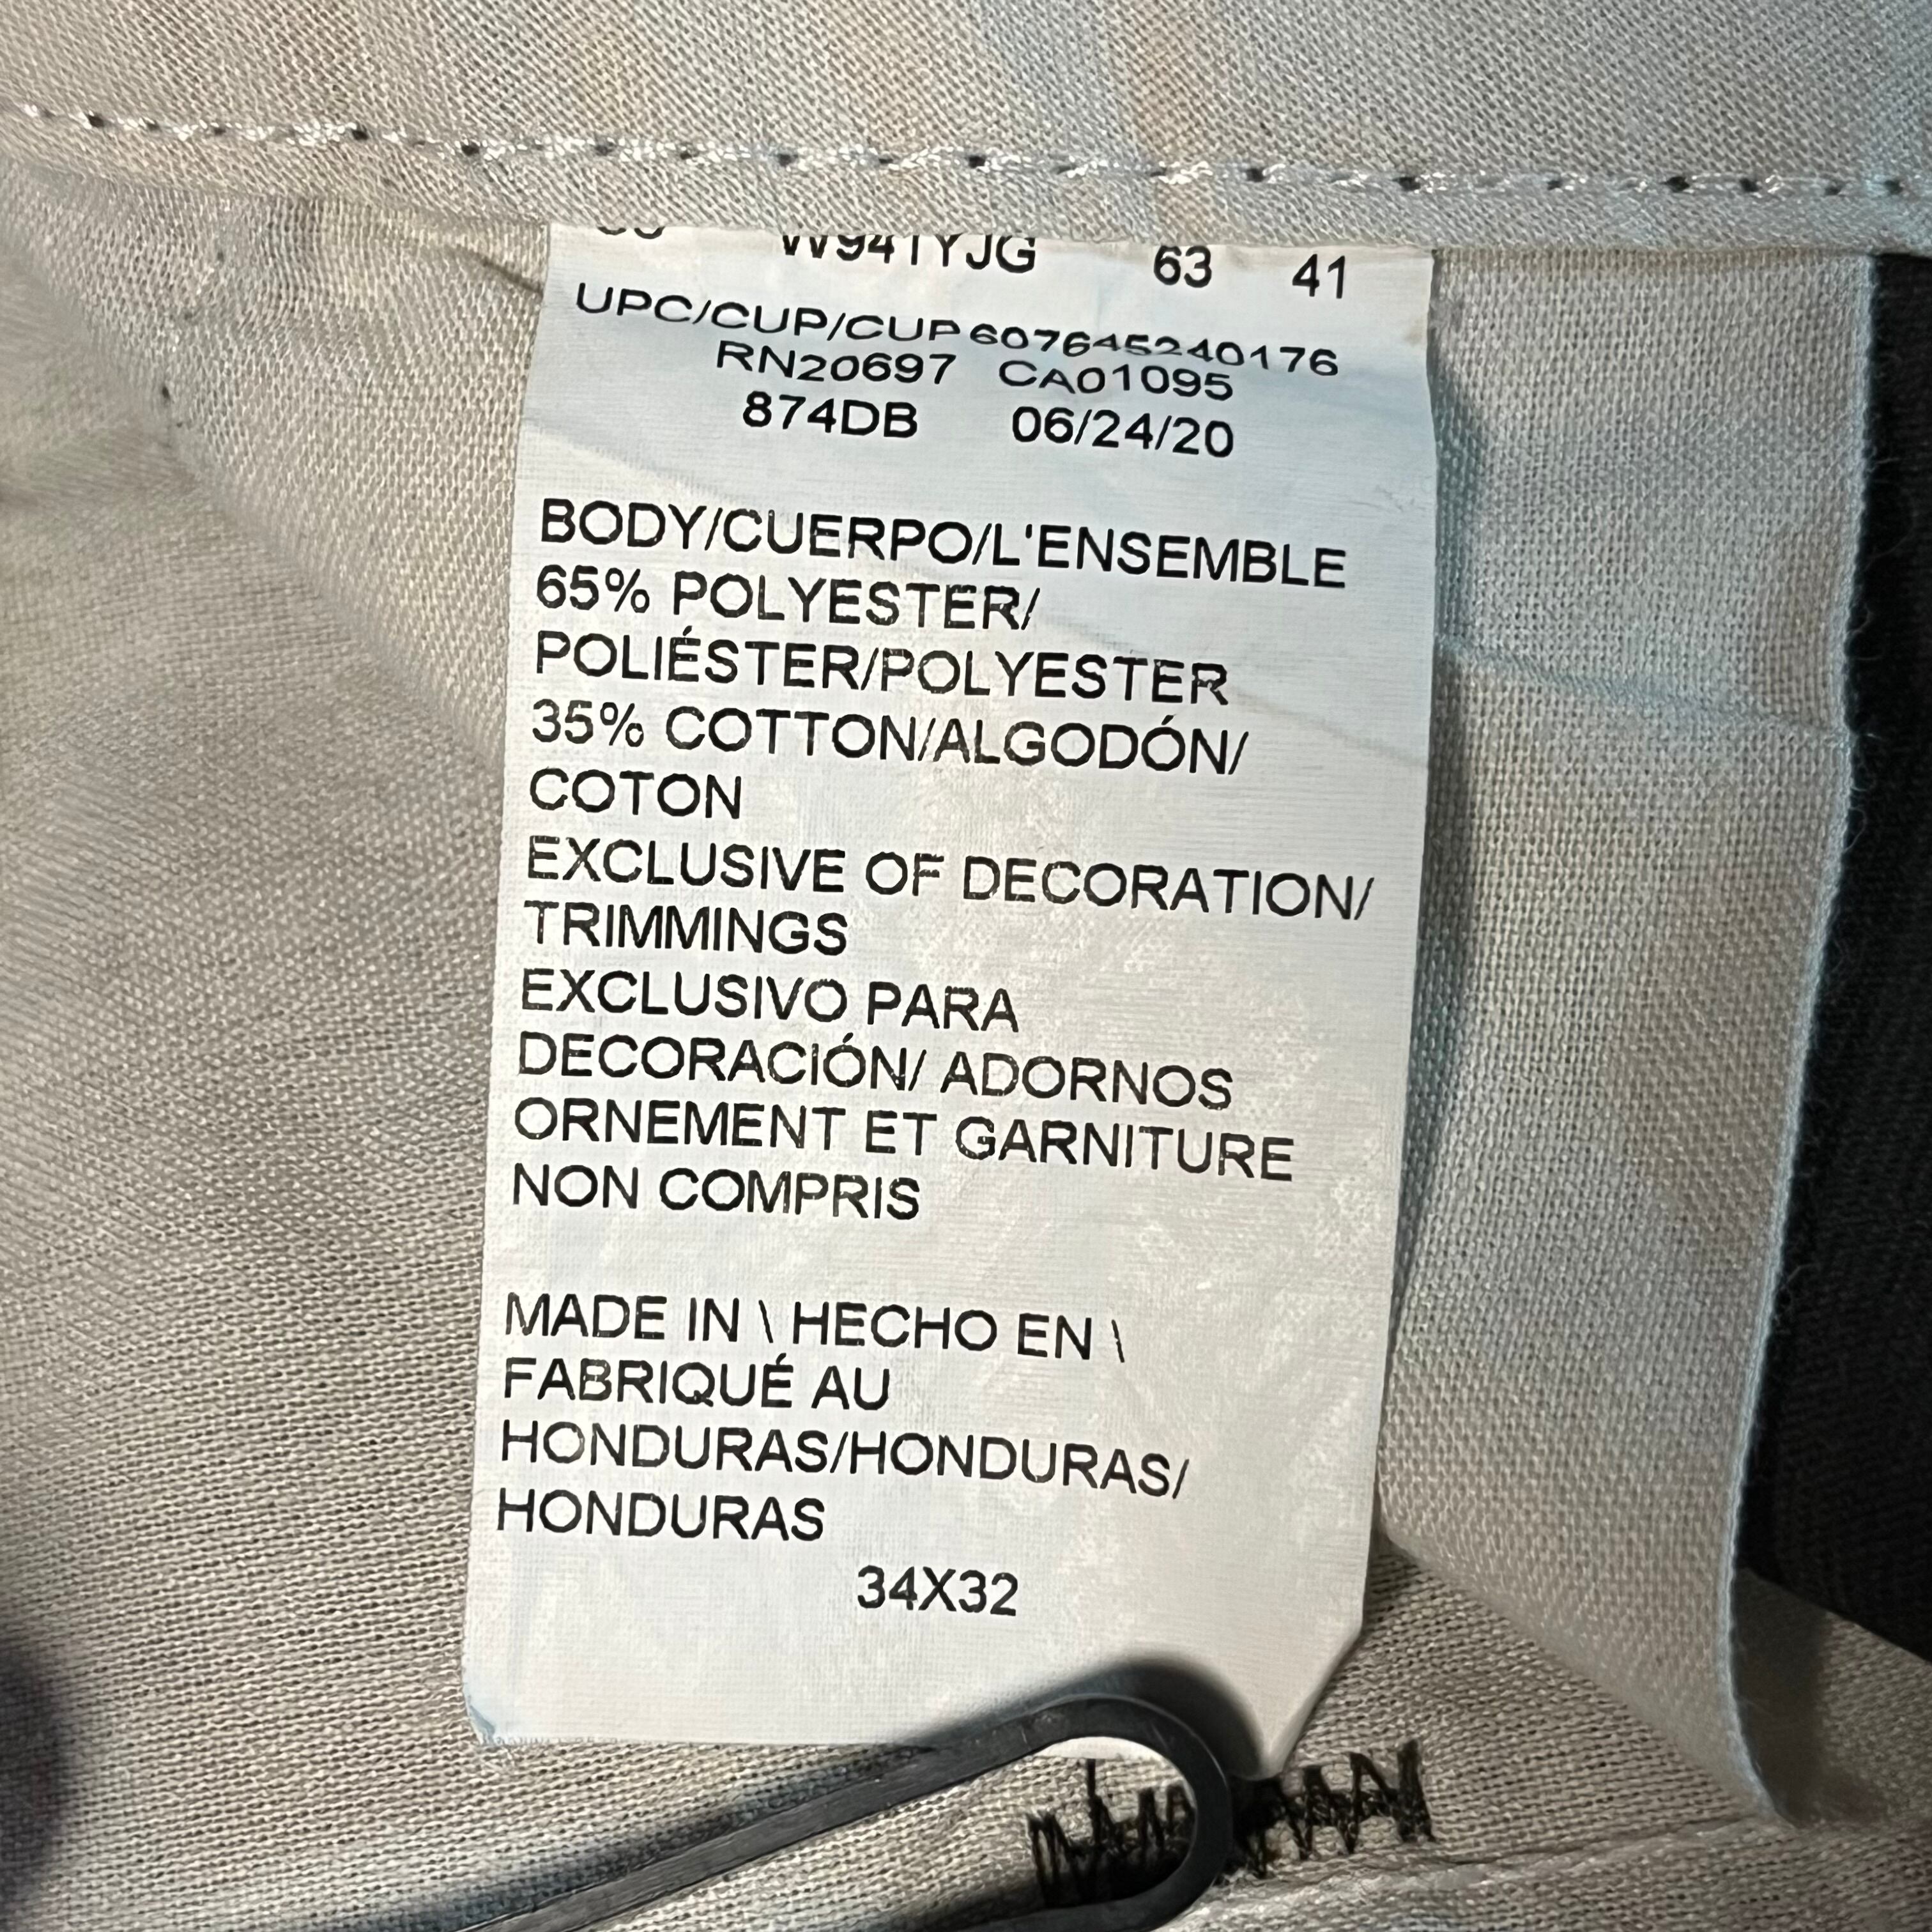 W941YJG 63 41
UPC/CUP/CUP 607645240176
RN20697 CA01095
874DB 06/24/20
BODY/CUERPO/L'ENSEMBLE
65% POLYESTER/
POLIÉSTER/POLYESTER
35% COTTON/ALGODÓN/
COTON
EXCLUSIVE OF DECORATION/
TRIMMINGS
EXCLUSIVO PARA
DECORACIÓN/ ADORNOS
ORNEMENT ET GARNITURE
NON COMPRIS
MADE IN \ HECHO EN \
FABRIQUÉ AU
HONDURAS/HONDURAS/
HONDURAS
34X32